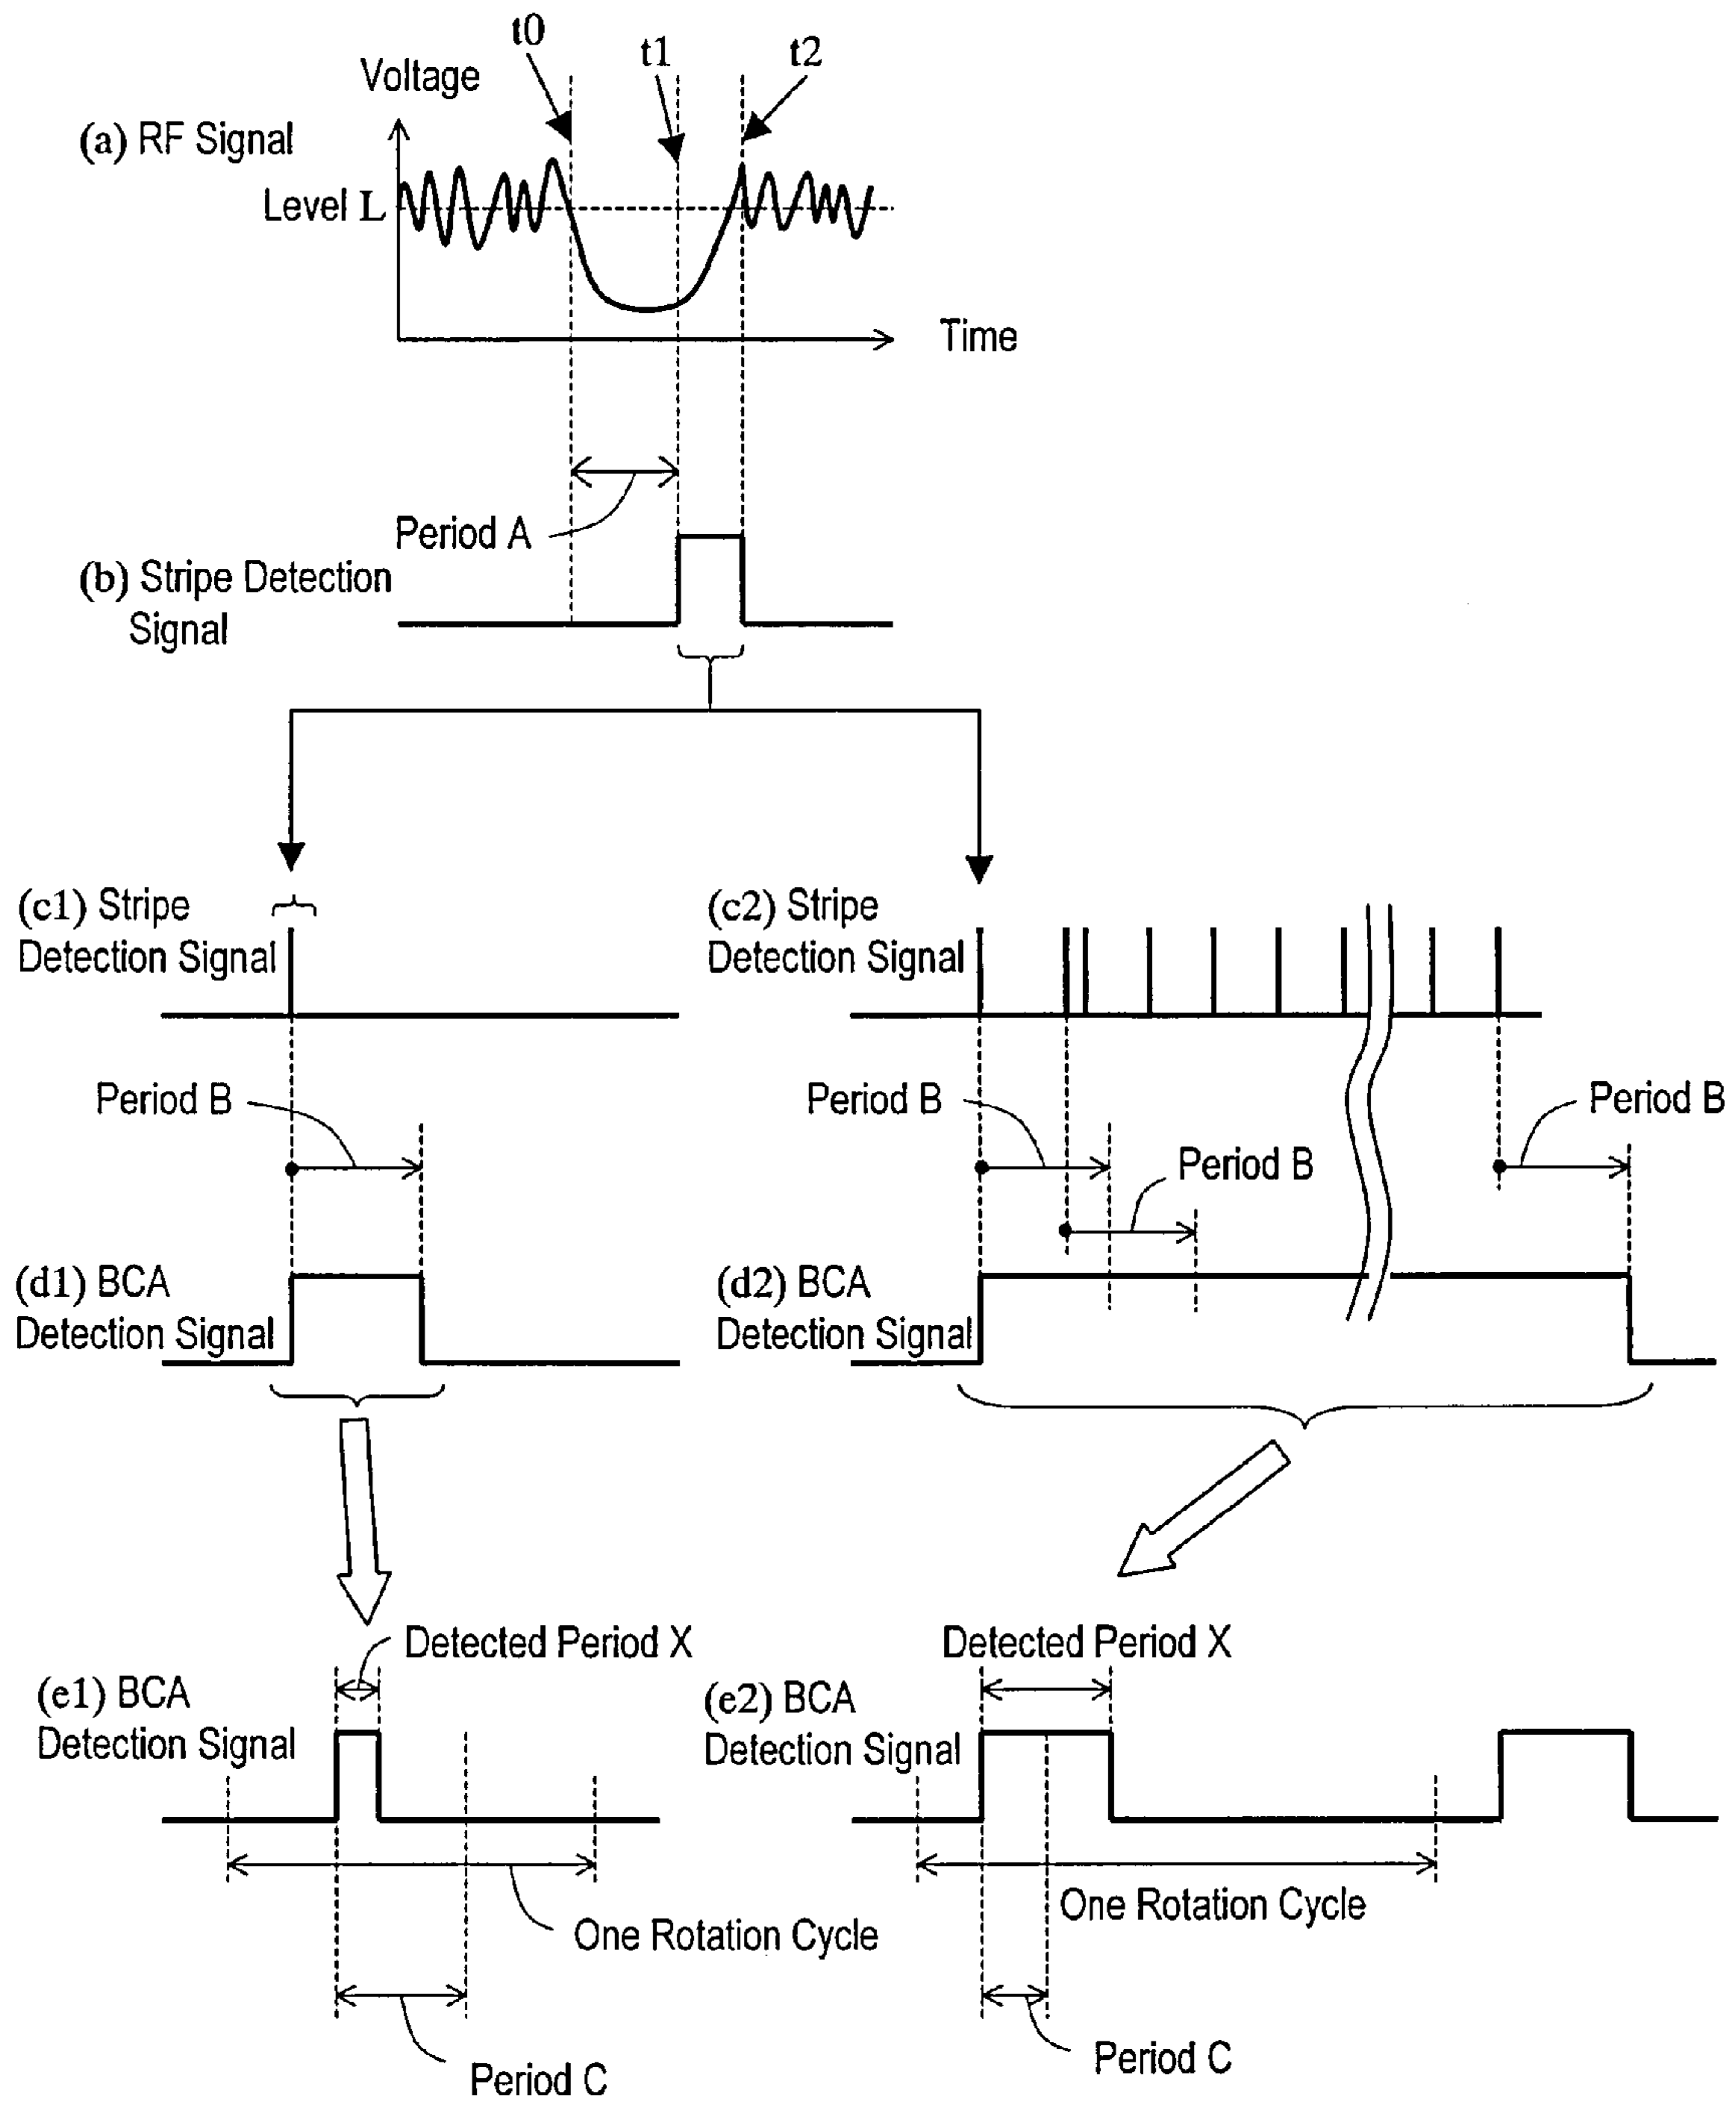 t0
t1
t2
Voltage
(a) RF Signal
Level L
Time
Period A
(b) Stripe Detection
Signal
(c1) Stripe
Detection Signal
(c2) Stripe
Detection Signal
Period B
Period B
Period B
Period B
(d1) BCA
Detection Signal
(d2) BCA
Detection Signal
Detected Period X
Detected Period X
(e1) BCA
Detection Signal
(e2) BCA
Detection Signal
One Rotation Cycle
One Rotation Cycle
Period C
Period C